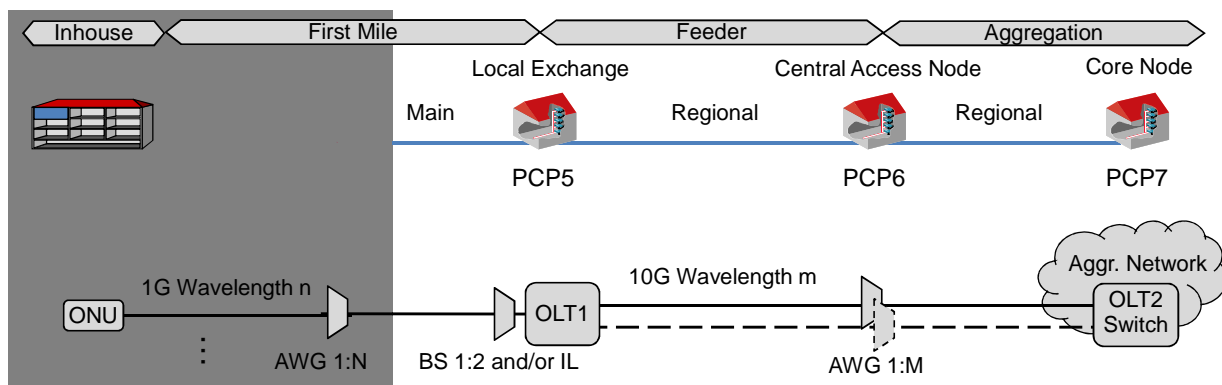 Inhouse First Mile Feeder Aggregation
Local Exchange Central Access Node Core Node
Main Regional Regional
PCP5 PCP6 PCP7
Aggr. Network
1G Wavelength n 10G Wavelength m
ONU OLT1 OLT2
Switch
⋮
AWG 1:N BS 1:2 and/or IL AWG 1:M